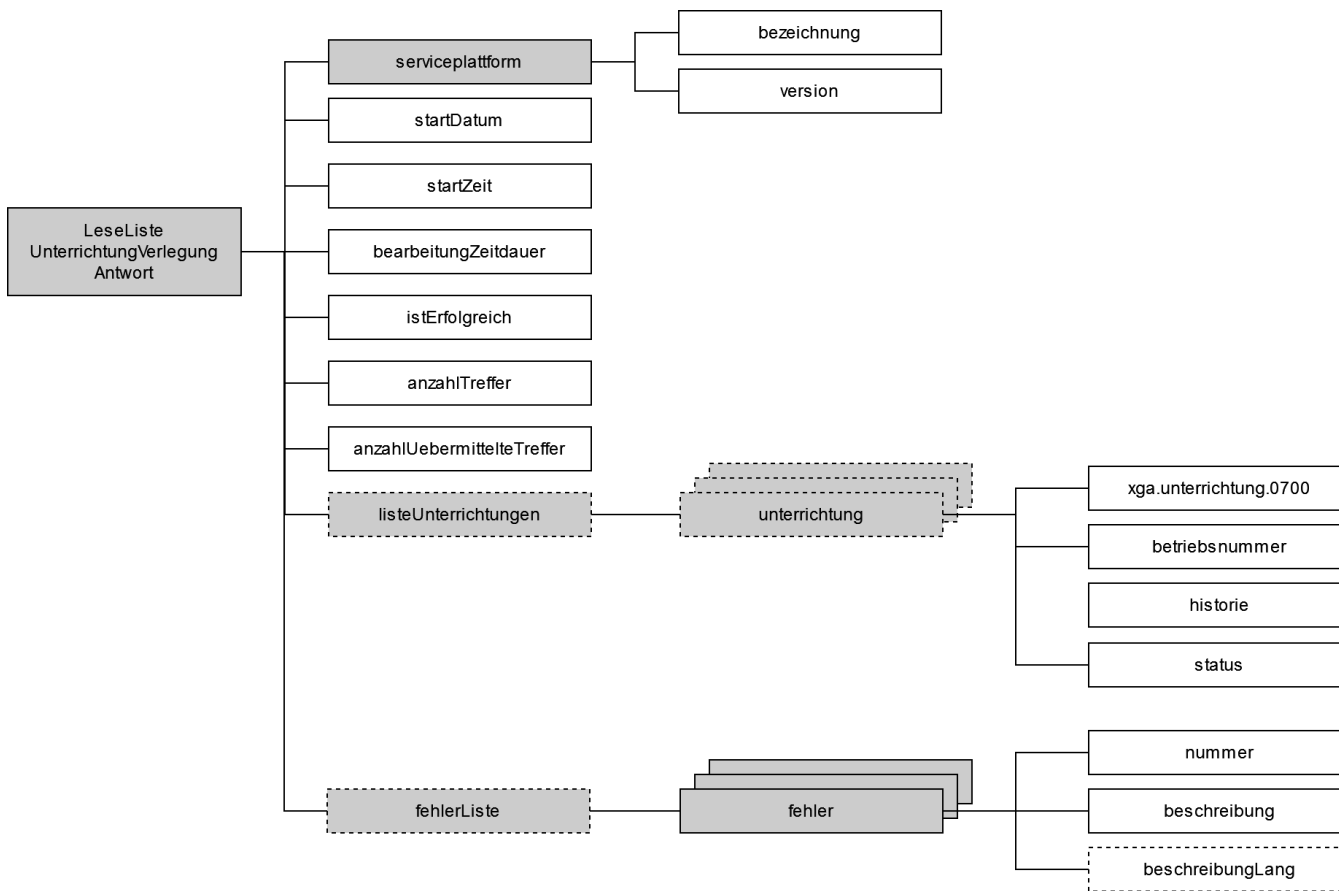 bezeichnung
serviceplattform
version
startDatum
startZeit
LeseListe
UnterrichtungVerlegung
Antwort
bearbeitungZeitdauer
istErfolgreich
anzahlTreffer
anzahlUebermittelteTreffer
listeUnterrichtungen
unterrichtung
xga.unterrichtung.0700
betriebsnummer
historie
status
fehlerListe
fehler
nummer
beschreibung
beschreibungLang